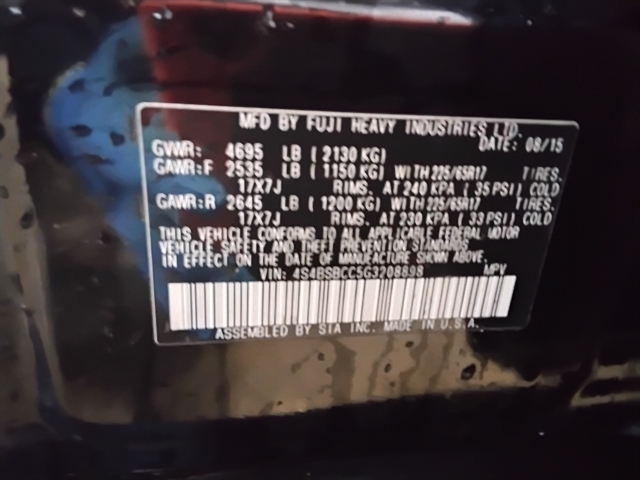 MFD BY FUJI HEAVY INDUSTRIES LTD.
DATE: 08/15
GVWR: 4695 LB (2130 KG)
GAWR:F 2535 LB (1150 KG) WITH 225/65R17 TIRES.
17X7J RIMS. AT 240 KPA (35 PSI) COLD
GAWR:R 2645 LB (1200 KG) WITH 225/65R17 TIRES.
17X7J RIMS. AT 230 KPA (33 PSI) COLD
THIS VEHICLE CONFORMS TO ALL APPLICABLE FEDERAL MOTOR
VEHICLE SAFETY AND THEFT PREVENTION STANDARDS
IN EFFECT ON THE DATE OF MANUFACTURE SHOWN ABOVE.
VIN: 4S4BSBCC5G3208898 MPV
ASSEMBLED BY SIA INC. MADE IN U.S.A.